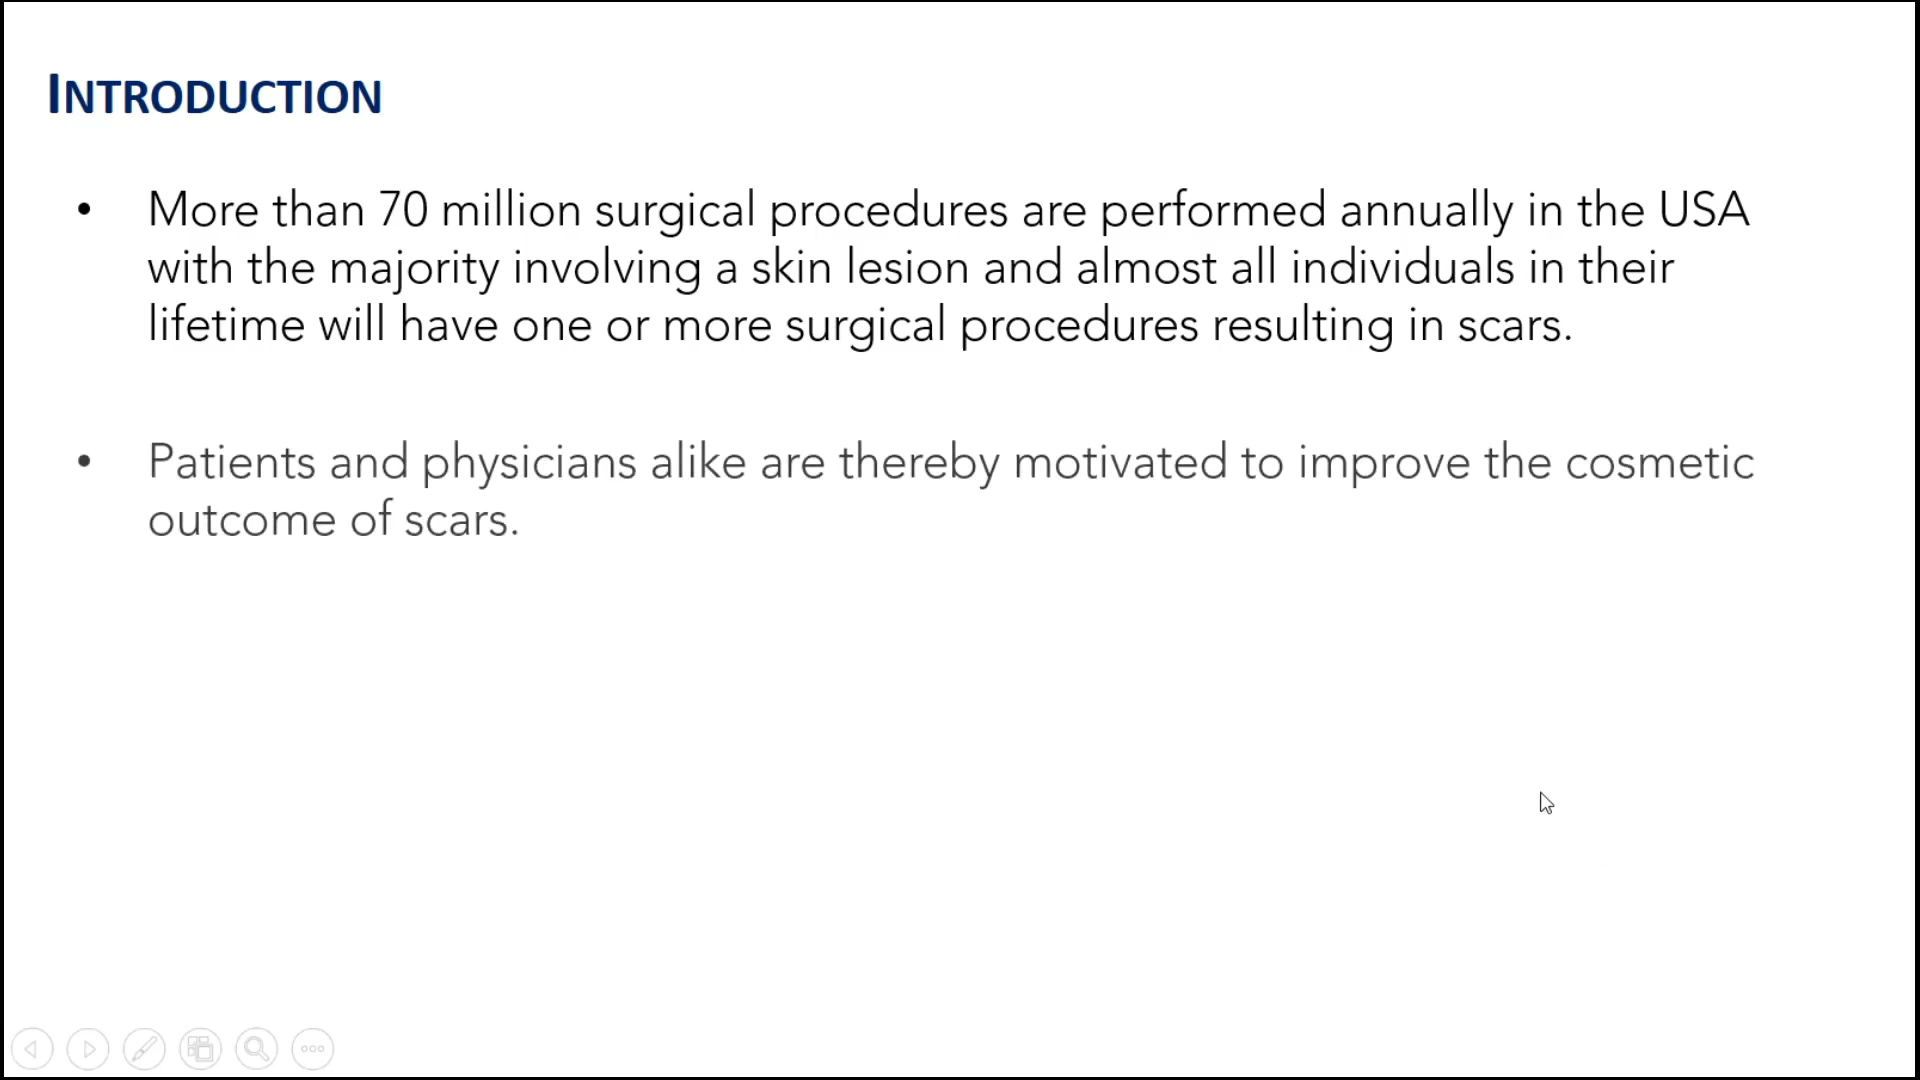 INTRODUCTION
• More than 70 million surgical procedures are performed annually in the USA
with the majority involving a skin lesion and almost all individuals in their
lifetime will have one or more surgical procedures resulting in scars.
• Patients and physicians alike are thereby motivated to improve the cosmetic
outcome of scars.